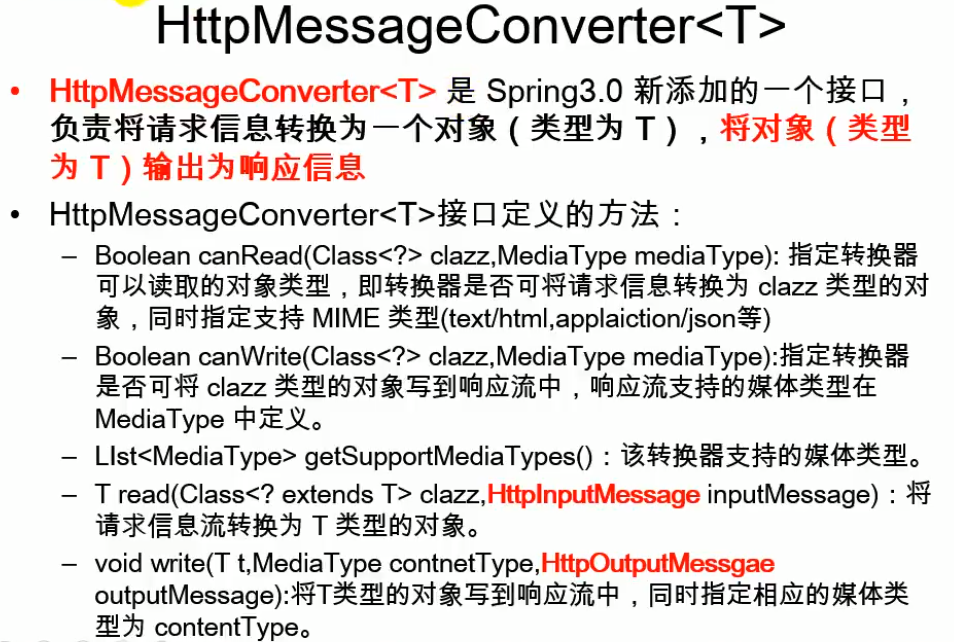 HttpMessageConverter<T>
• HttpMessageConverter<T> 是 Spring3.0 新添加的一个接口，
负责将请求信息转换为一个对象（类型为 T），将对象（类型
为 T）输出为响应信息
• HttpMessageConverter<T>接口定义的方法：
– Boolean canRead(Class<?> clazz,MediaType mediaType): 指定转换器
可以读取的对象类型，即转换器是否可将请求信息转换为 clazz 类型的对
象，同时指定支持 MIME 类型(text/html,applaiction/json等)
– Boolean canWrite(Class<?> clazz,MediaType mediaType):指定转换器
是否可将 clazz 类型的对象写到响应流中，响应流支持的媒体类型在
MediaType 中定义。
– LIst<MediaType> getSupportMediaTypes()：该转换器支持的媒体类型。
– T read(Class<? extends T> clazz,HttpInputMessage inputMessage)：将
请求信息流转换为 T 类型的对象。
– void write(T t,MediaType contnetType,HttpOutputMessgae
outputMessage):将T类型的对象写到响应流中，同时指定相应的媒体类
型为 contentType。